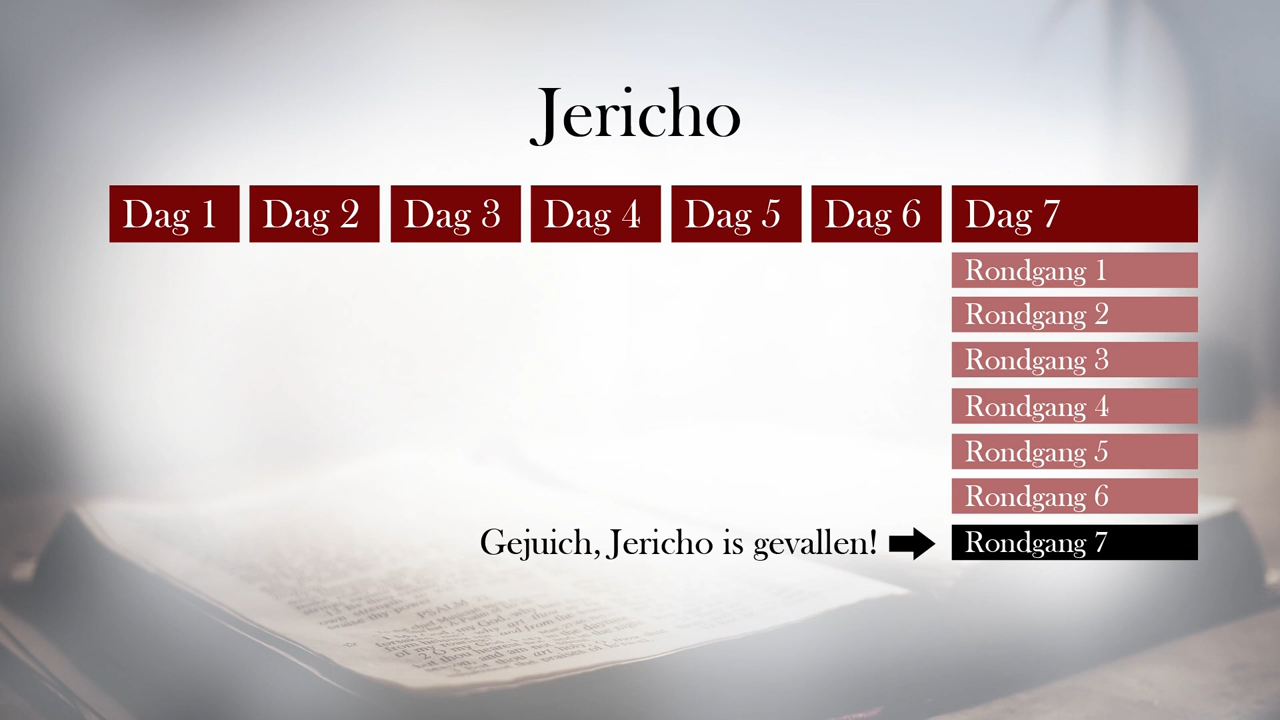 Jericho
Dag 1 Dag 2 Dag 3 Dag 4 Dag 5 Dag 6 Dag 7
Rondgang 1
Rondgang 2
Rondgang 3
Rondgang 4
Rondgang 5
Rondgang 6
Gejuich, Jericho is gevallen! Rondgang 7
PSALM